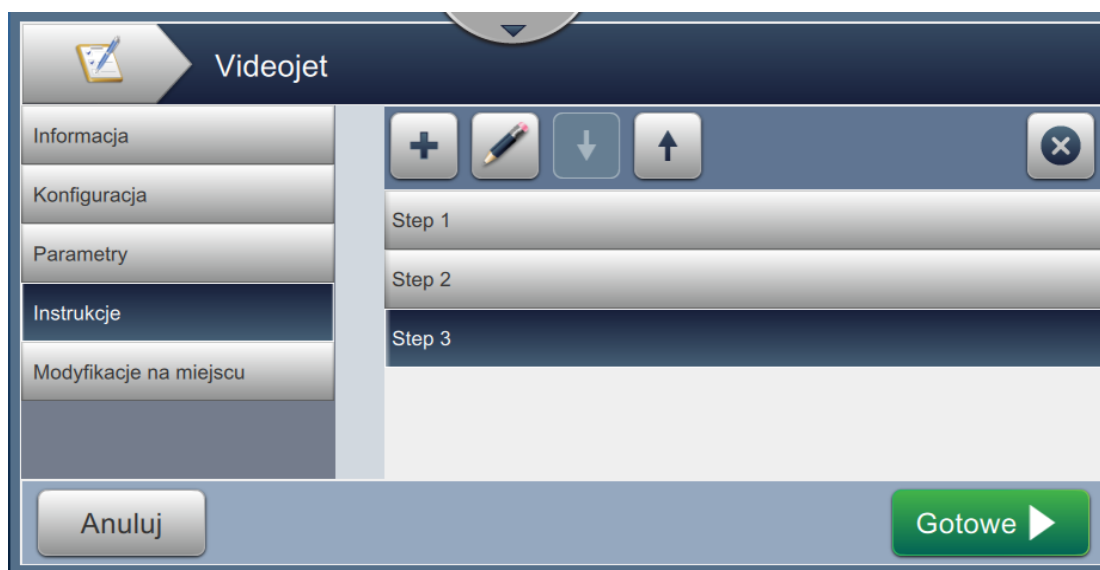 Videojet
Informacja
Konfiguracja
Parametry
Instrukcje
Modyfikacje na miejscu
Step 1
Step 2
Step 3
Anuluj
Gotowe